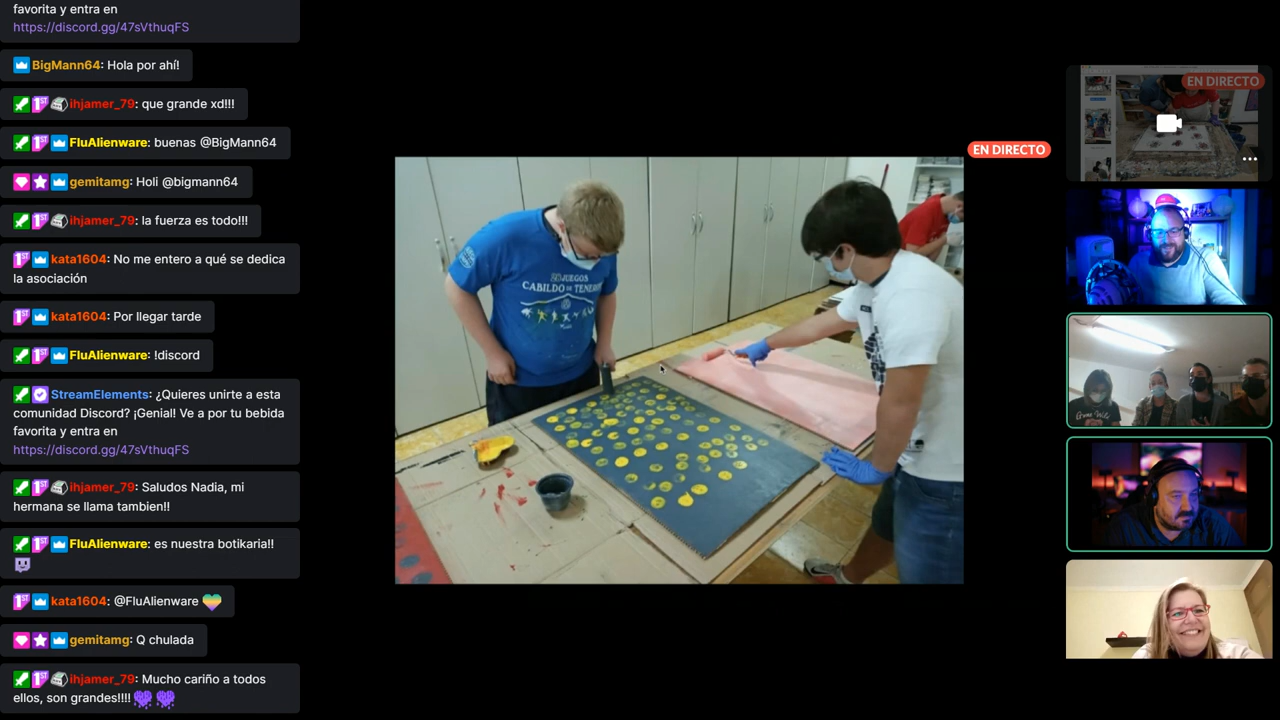 favorita y entra en
https://discord.gg/47sVthuqFS
BigMann64: Hola por ahí!
ihjamer_79: que grande xd!!!
FluAlienware: buenas @BigMann64
gemitamg: Holi @bigmann64
ihjamer_79: la fuerza es todo!!!
kata1604: No me entero a qué se dedica
la asociación
kata1604: Por llegar tarde
FluAlienware: !discord
StreamElements: ¿Quieres unirte a esta
comunidad Discord? ¡Genial! Ve a por tu bebida
favorita y entra en
https://discord.gg/47sVthuqFS
ihjamer_79: Saludos Nadia, mi
hermana se llama tambien!!
FluAlienware: es nuestra botikaria!!
kata1604: @FluAlienware
gemitamg: Q chulada
ihjamer_79: Mucho cariño a todos
ellos, son grandes!!!!
EN DIRECTO
JUEGOS
CABILDO DE TENERIFE
EN DIRECTO